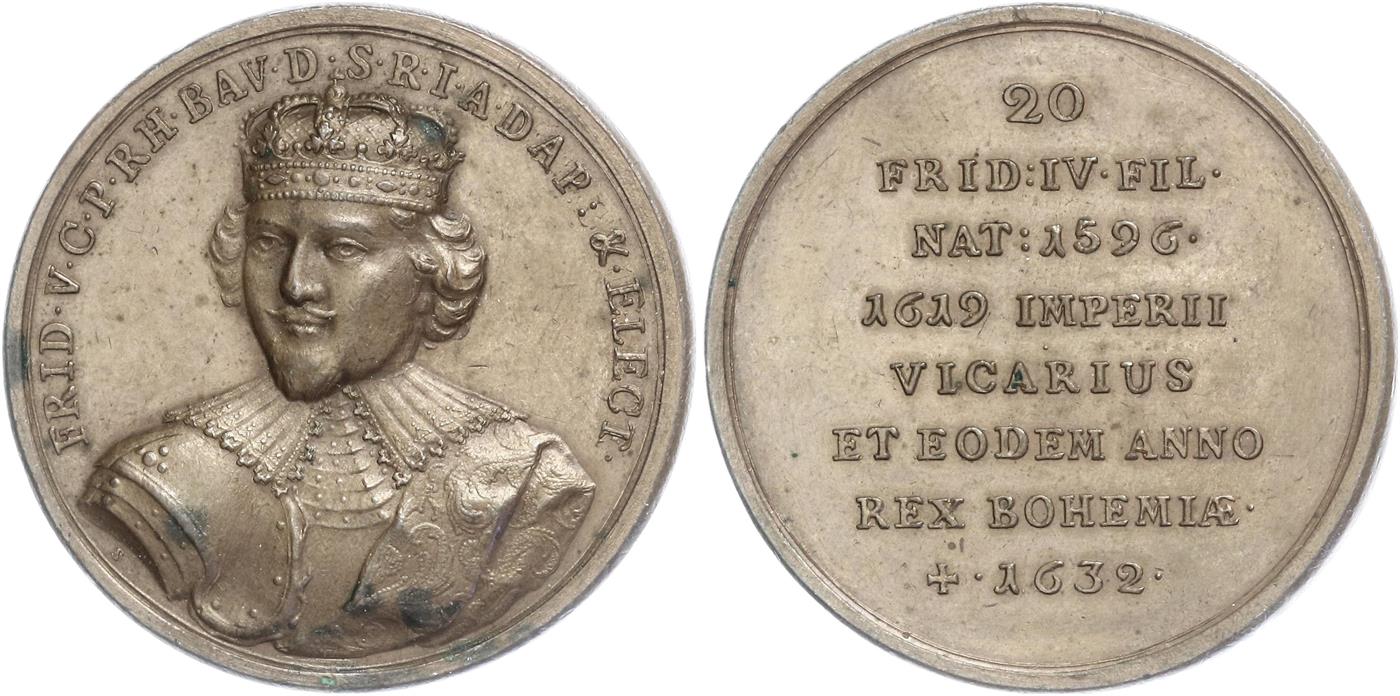 FRID·V·C·P·RH·BAV·D·S·R·I·A·DAP:&·ELECT·
S
20
FRID:IV·FIL·
NAT:1596·
1619 IMPERII
VICARIUS
ET EODEM ANNO
REX BOHEMIÆ·
+·1632·